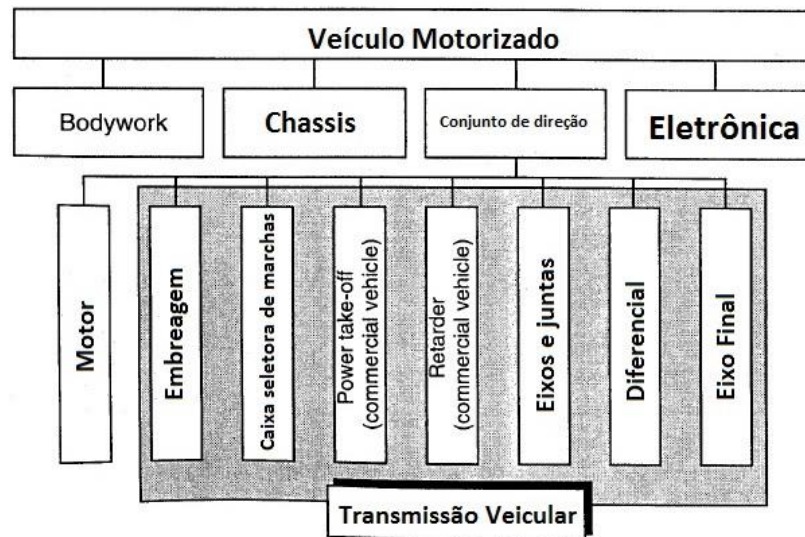 Veículo Motorizado
Bodywork
Chassis
Conjunto de direção
Eletrônica
Motor
Embreagem
Caixa seletora de marchas
Power take-off
(commercial vehicle)
Retarder
(commercial vehicle)
Eixos e juntas
Diferencial
Eixo Final
Transmissão Veicular